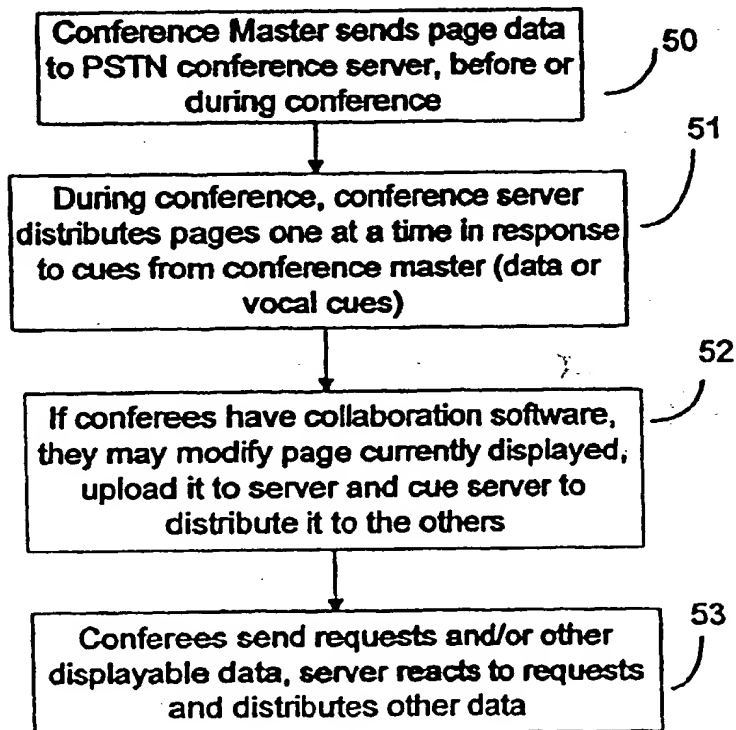 Conference Master sends page data
to PSTN conference server, before or
during conference
50
During conference, conference server
distributes pages one at a time in response
to cues from conference master (data or
vocal cues)
51
If conferees have collaboration software,
they may modify page currently displayed,
upload it to server and cue server to
distribute it to the others
52
Conferees send requests and/or other
displayable data, server reacts to requests
and distributes other data
53